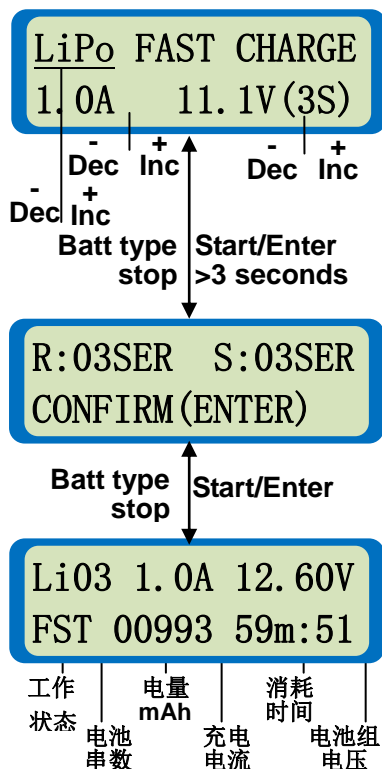 LiPo FAST CHARGE
1.0A 11.1V(3S)
- +
Dec Inc
- +
Dec Inc
- +
Dec Inc
Batt type Start/Enter
stop >3 seconds
R:03SER S:03SER
CONFIRM(ENTER)
Batt type Start/Enter
stop
Li03 1.0A 12.60V
FST 00993 59m:51
工作 电量 消耗
状态 mAh 时间
电池 充电 电池组
串数 电流 电压